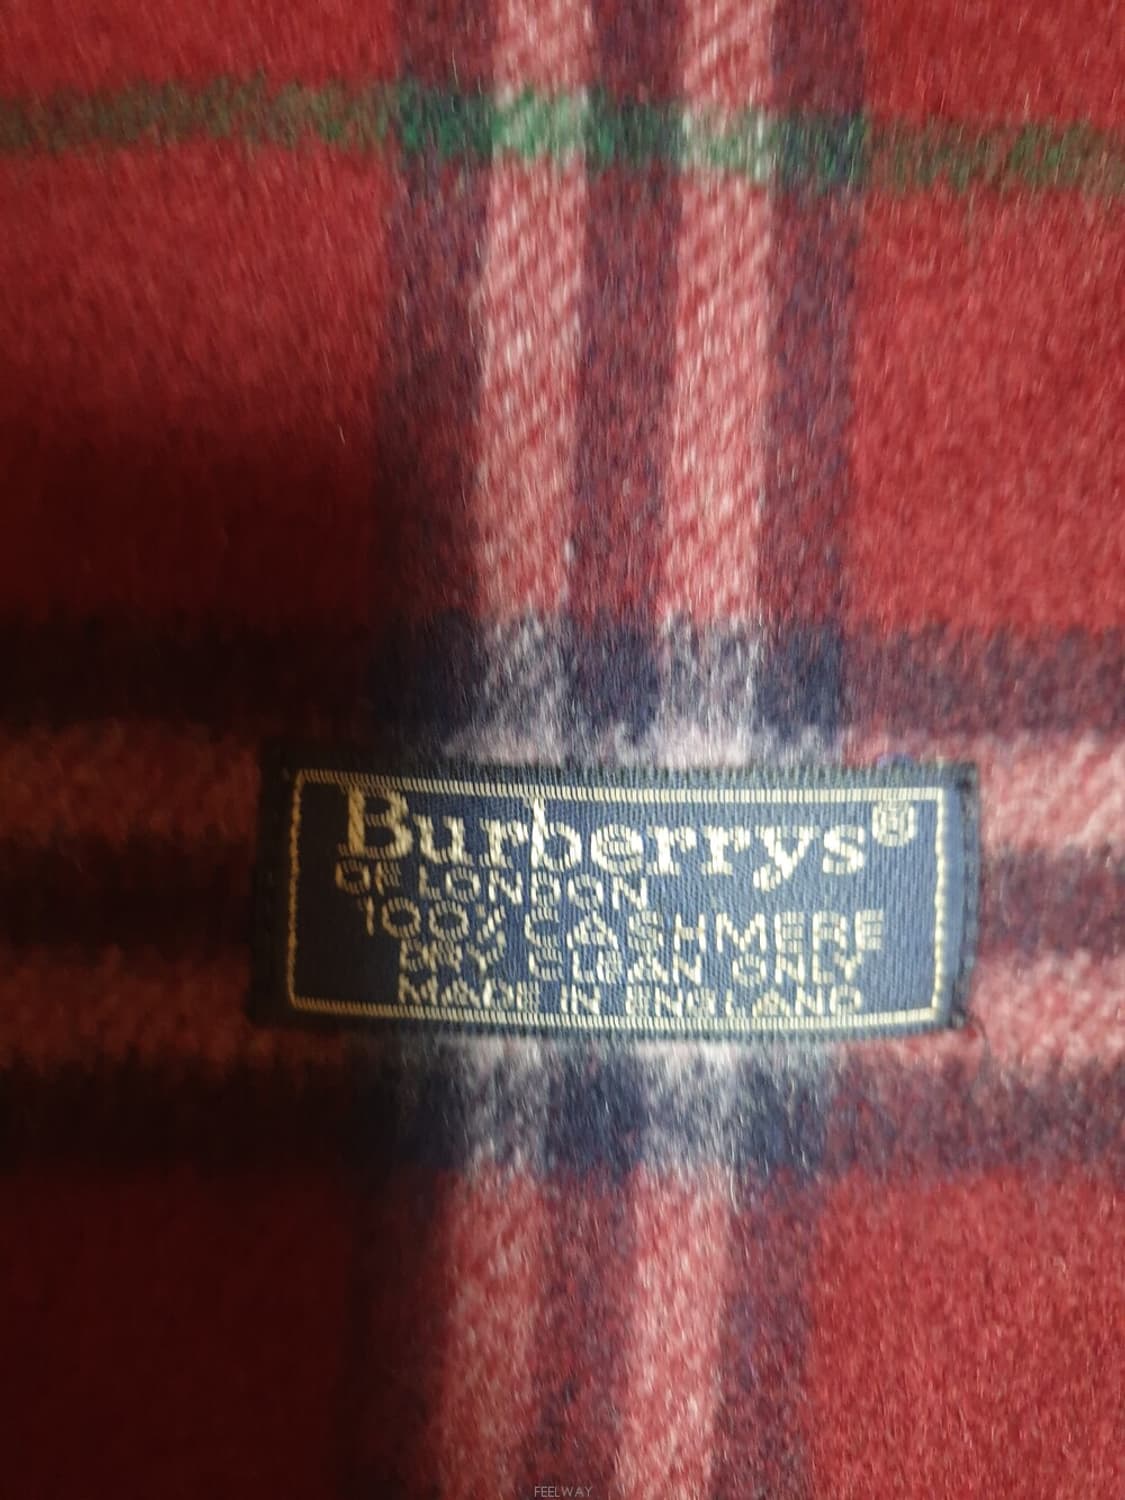 Burberrys®
OF LONDON
100% CASHMERE
DRY CLEAN ONLY
MADE IN ENGLAND
FEELWAY